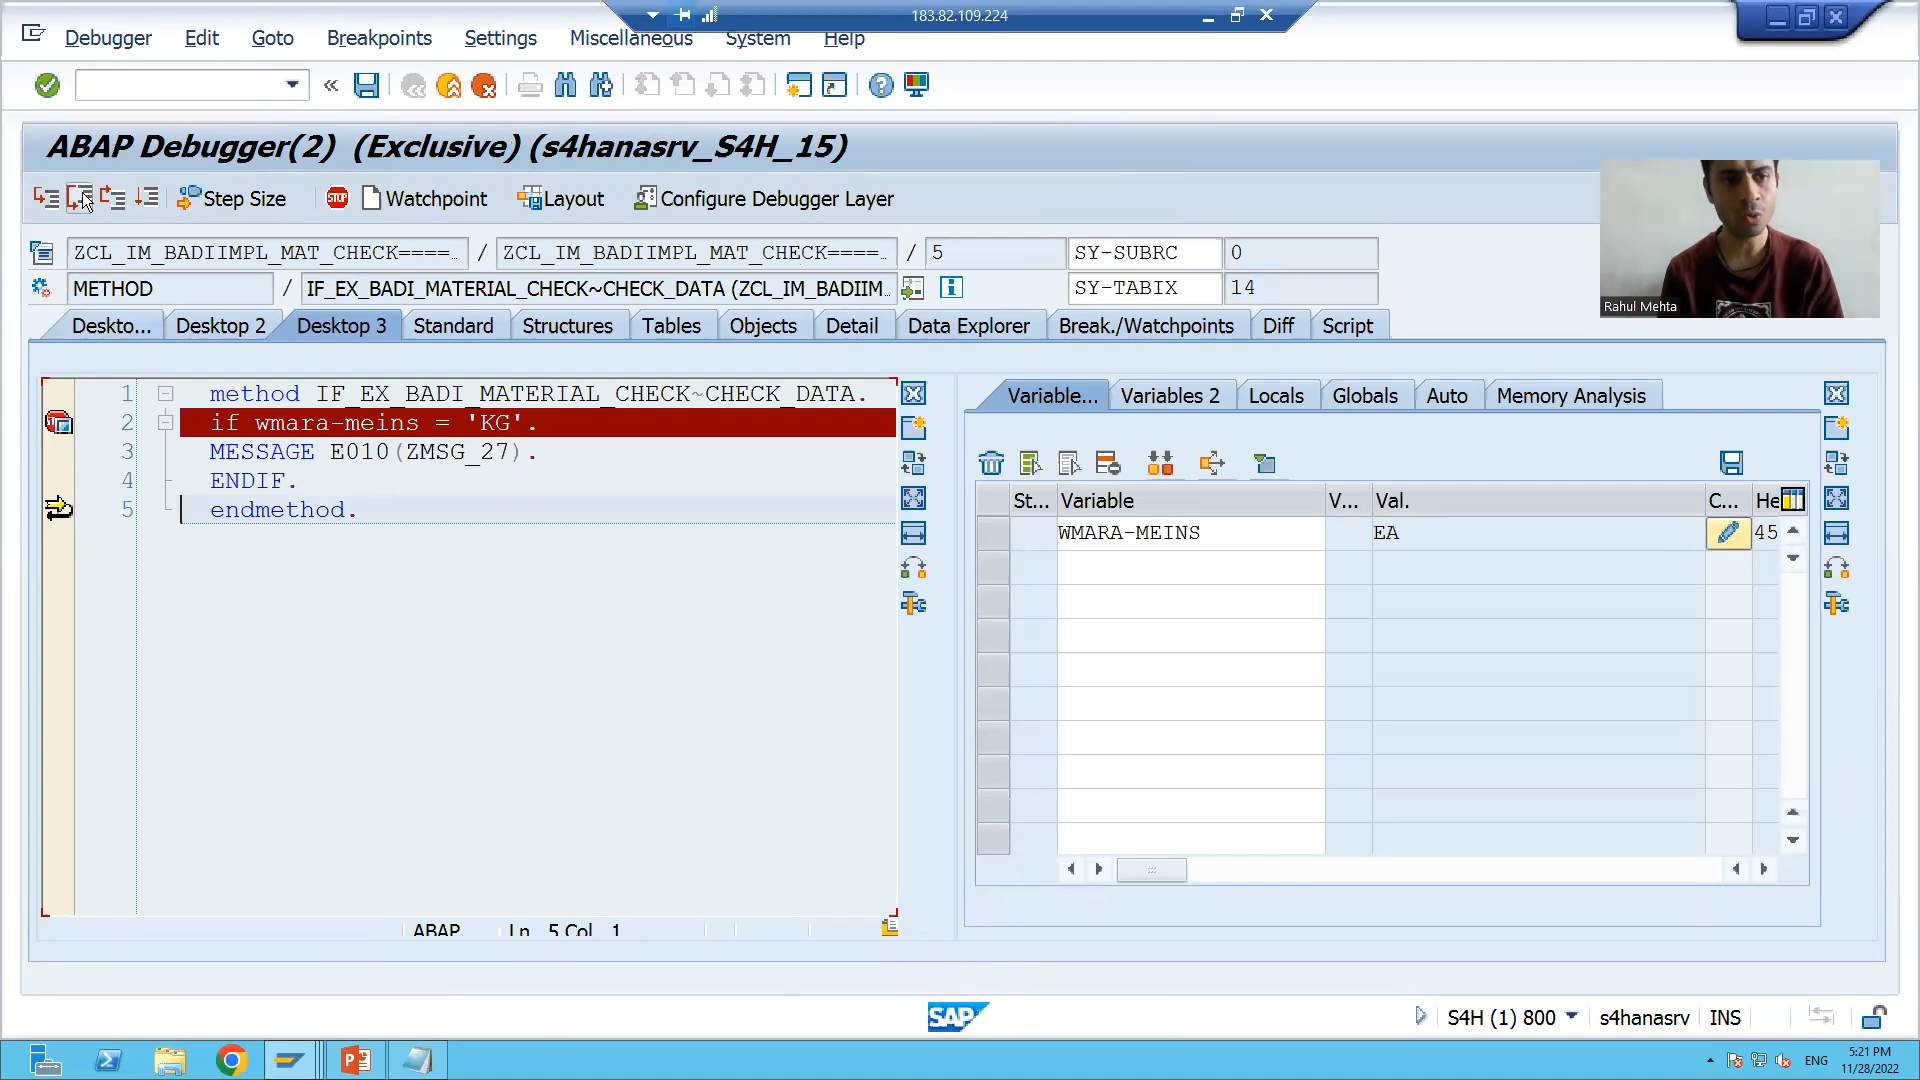 183.82.109.224
Debugger Edit Goto Breakpoints Settings Miscellaneous System Help
ABAP Debugger(2) (Exclusive) (s4hanasrv_S4H_15)
Step Size STOP Watchpoint Layout Configure Debugger Layer
ZCL_IM_BADIIMPL_MAT_CHECK====… / ZCL_IM_BADIIMPL_MAT_CHECK====… / 5 SY-SUBRC 0
METHOD / IF_EX_BADI_MATERIAL_CHECK~CHECK_DATA (ZCL_IM_BADIIM… SY-TABIX 14
Rahul Mehta
Deskto... Desktop 2 Desktop 3 Standard Structures Tables Objects Detail Data Explorer Break./Watchpoints Diff Script
1 method IF_EX_BADI_MATERIAL_CHECK~CHECK_DATA.
2 if wmara-meins = 'KG'.
3 MESSAGE E010(ZMSG_27).
4 ENDIF.
5 endmethod.
ABAP Ln 5 Col 1
Variable... Variables 2 Locals Globals Auto Memory Analysis
St... Variable V... Val. C... He
WMARA-MEINS EA 45
SAP
S4H (1) 800 s4hanasrv INS
ENG
5:21 PM
11/28/2022